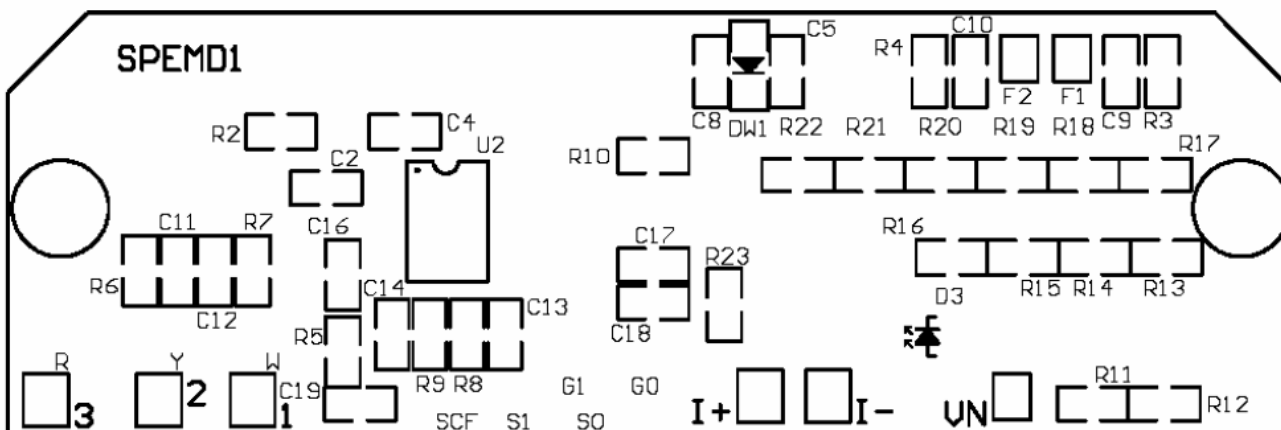 SPEMD1
C5
R4
C10
F2
F1
C8
DW1
R22
R21
R20
R19
R18
C9
R3
R2
C4
U2
C2
R10
R17
C11
R7
C16
C17
R23
R16
R6
C12
C14
C13
C18
D3
R15
R14
R13
R5
R
Y
W
3
2
1
C19
R9
R8
G1
G0
I+
I-
VN
R11
R12
SCF
S1
S0